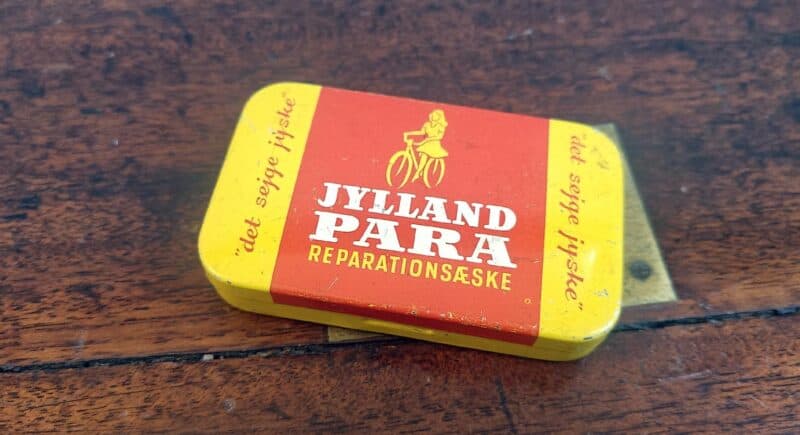 "det sejge jyske"
JYLLAND
PARA
REPARATIONSÆSKE
"det sejge jyske"